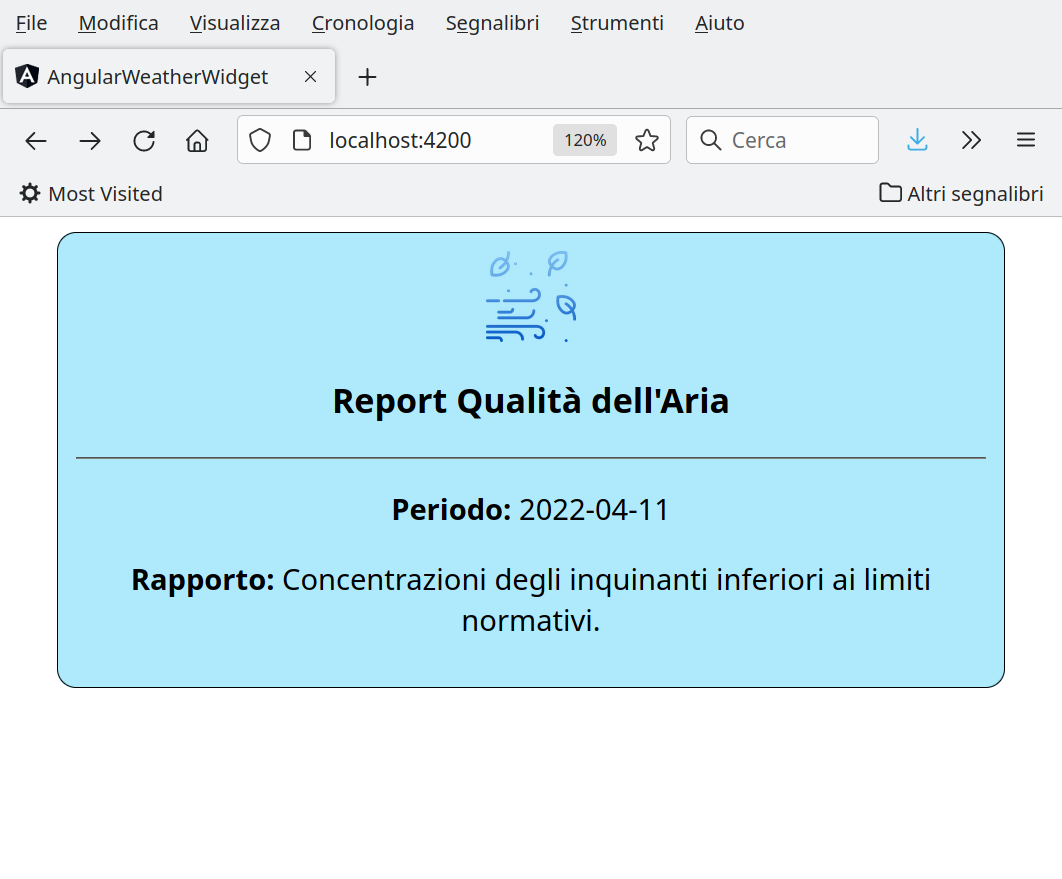 File Modifica Visualizza Cronologia Segnalibri Strumenti Aiuto
AngularWeatherWidget
localhost:4200 120% Cerca
Most Visited Altri segnalibri
Report Qualità dell'Aria
Periodo: 2022-04-11
Rapporto: Concentrazioni degli inquinanti inferiori ai limiti
normativi.